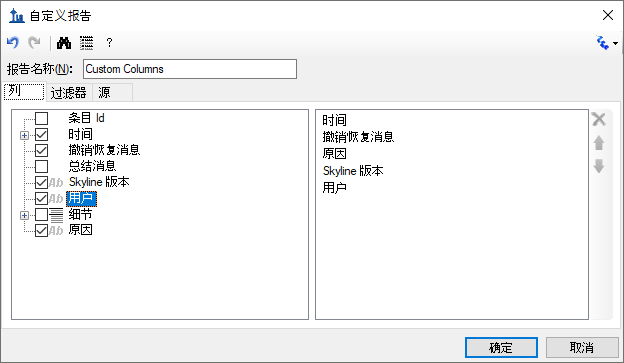 自定义报告
?
报告名称(N): Custom Columns
列 过滤器 源
条目 Id
时间
撤销恢复消息
总结消息
Ab Skyline 版本
Ab 用户
细节
Ab 原因
时间
撤销恢复消息
原因
Skyline 版本
用户
确定 取消